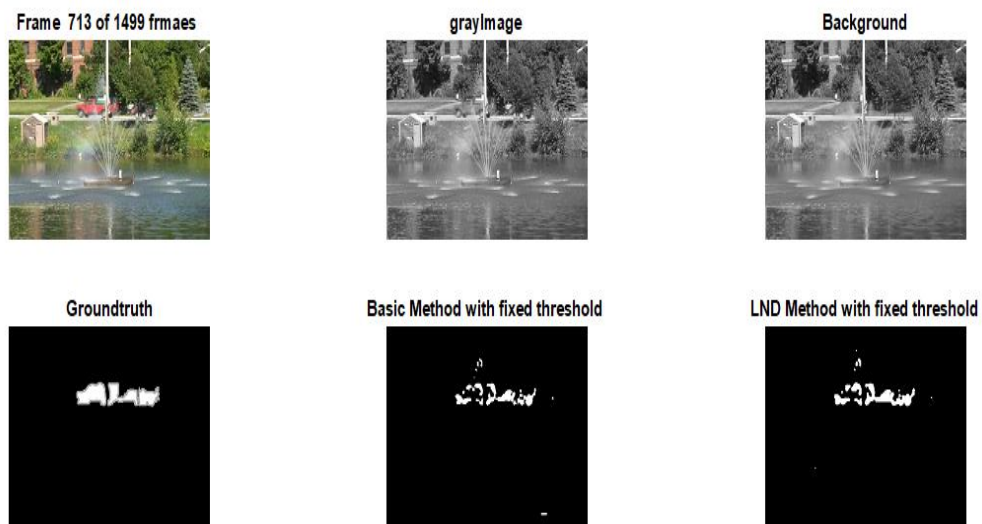 Frame 713 of 1499 frmaes
grayImage
Background
Groundtruth
Basic Method with fixed threshold
LND Method with fixed threshold